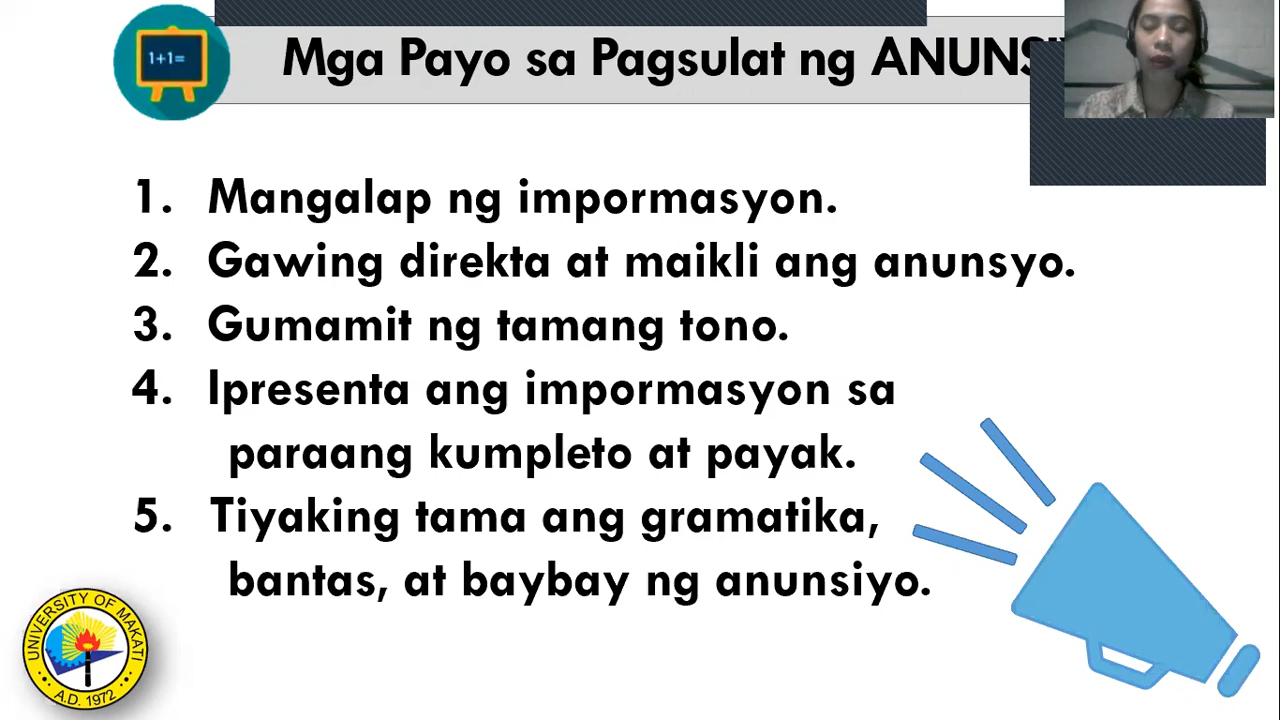 1+1=
Mga Payo sa Pagsulat ng
1. Mangalap ng impormasyon.
2. Gawing direkta at maikli ang anunsyo.
3. Gumamit ng tamang tono.
4. Ipresenta ang impormasyon sa
paraang kumpleto at payak.
5. Tiyaking tama ang gramatika,
bantas, at baybay ng anunsiyo.
UNIVERSITY OF MAKATI
A.D. 1972